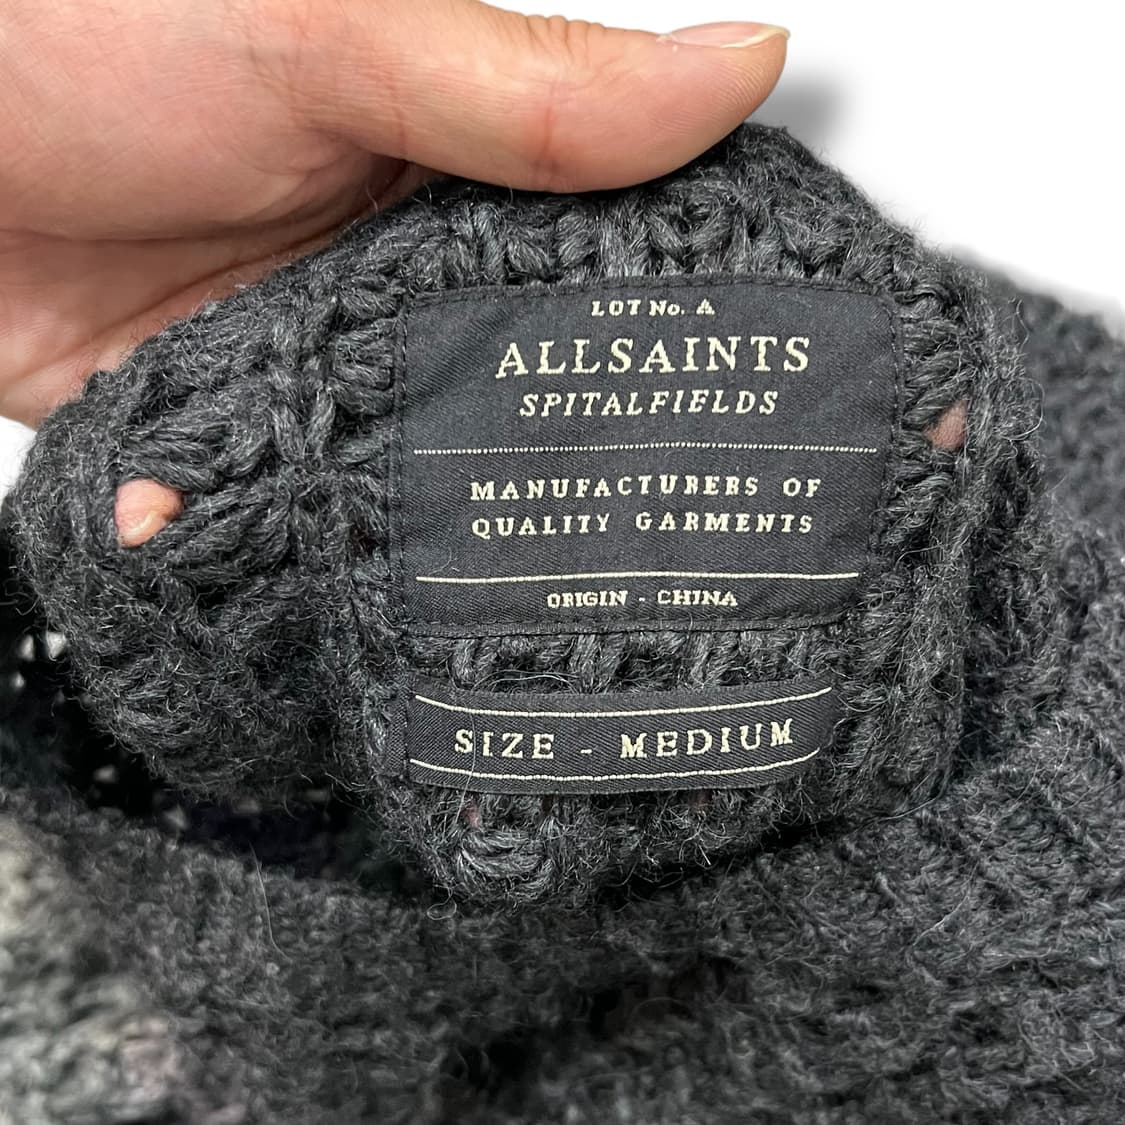 LOT No. A
ALLSAINTS
SPITALFIELDS
MANUFACTURERS OF
QUALITY GARMENTS
ORIGIN - CHINA
SIZE - MEDIUM